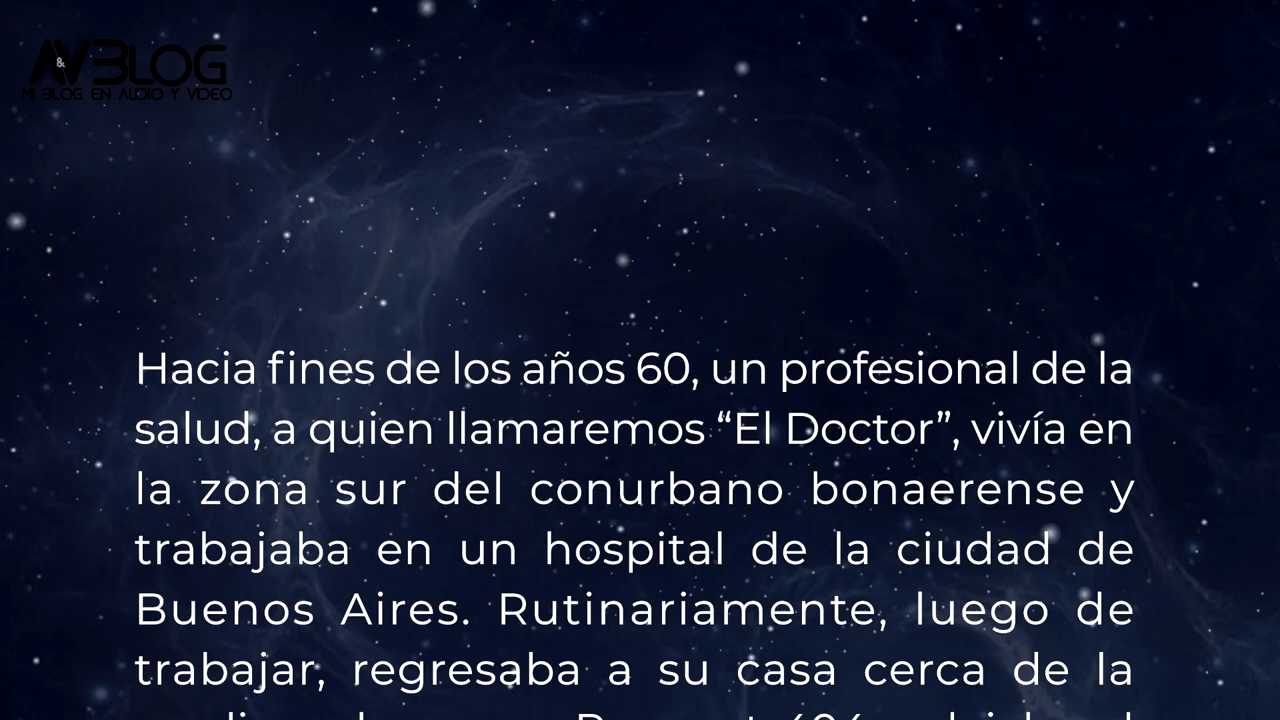 AV&BLOG
MI BLOG EN AUDIO Y VIDEO
Hacia fines de los años 60, un profesional de la
salud, a quien llamaremos “El Doctor”, vivía en
la zona sur del conurbano bonaerense y
trabajaba en un hospital de la ciudad de
Buenos Aires. Rutinariamente, luego de
trabajar, regresaba a su casa cerca de la